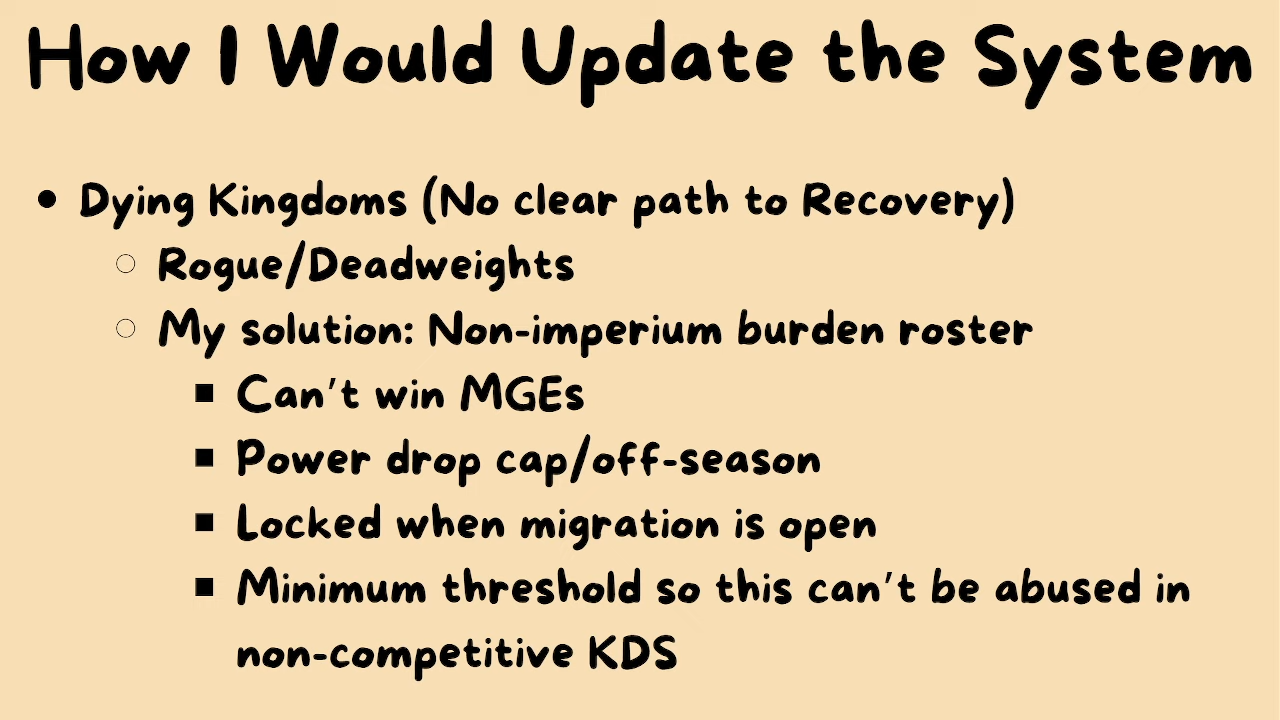 How I Would Update the System
• Dying Kingdoms (No clear path to Recovery)
○ Rogue/Deadweights
○ My solution: Non-imperium burden roster
■ Can't win MGEs
■ Power drop cap/off-season
■ Locked when migration is open
■ Minimum threshold so this can't be abused in
non-competitive KDS